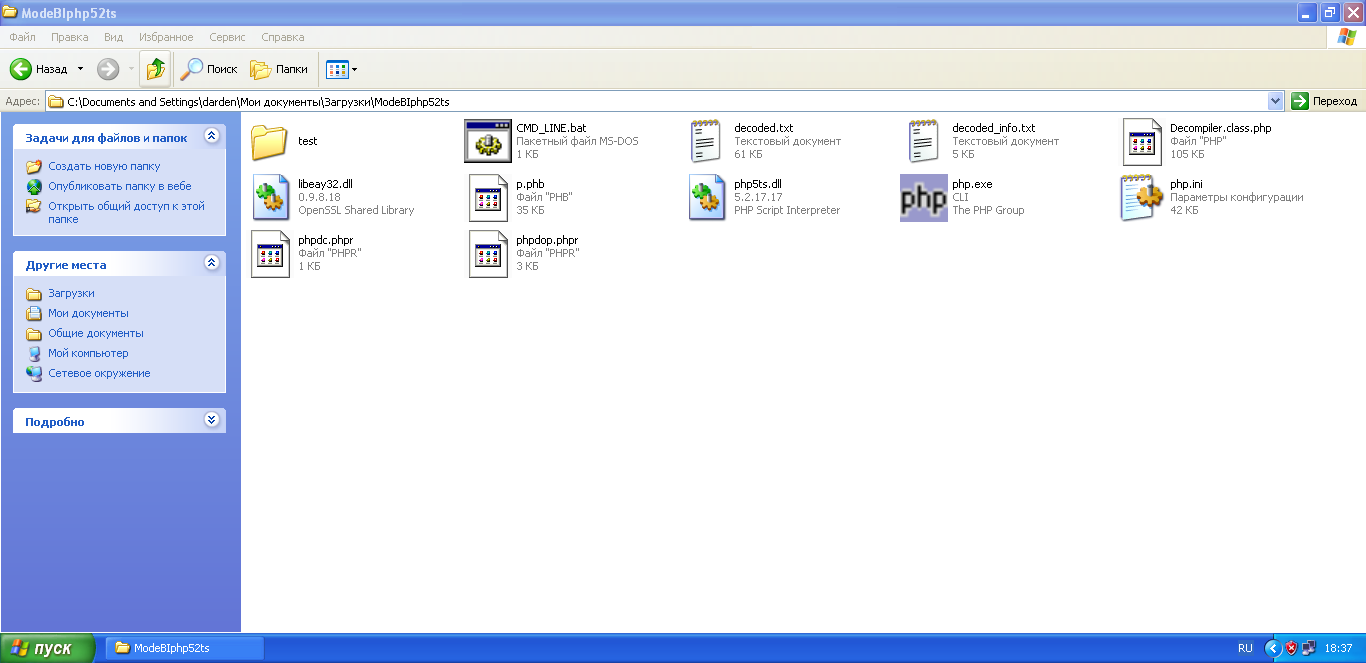 ModeBIphp52ts
Файл Правка Вид Избранное Сервис Справка
Назад Поиск Папки
Адрес: C:\Documents and Settings\darden\Мои документы\Загрузки\ModeBIphp52ts Переход
Задачи для файлов и папок
Создать новую папку
Опубликовать папку в вебе
Открыть общий доступ к этой
папке
Другие места
Загрузки
Мои документы
Общие документы
Мой компьютер
Сетевое окружение
Подробно
test
CMD_LINE.bat
Пакетный файл MS-DOS
1 КБ
decoded.txt
Текстовый документ
61 КБ
decoded_info.txt
Текстовый документ
5 КБ
Decompiler.class.php
Файл "PHP"
105 КБ
libeay32.dll
0.9.8.18
OpenSSL Shared Library
p.phb
Файл "PHB"
35 КБ
php5ts.dll
5.2.17.17
PHP Script Interpreter
php
php.exe
CLI
The PHP Group
php.ini
Параметры конфигурации
42 КБ
phpdc.phpr
Файл "PHPR"
1 КБ
phpdop.phpr
Файл "PHPR"
3 КБ
пуск ModeBIphp52ts RU 18:37